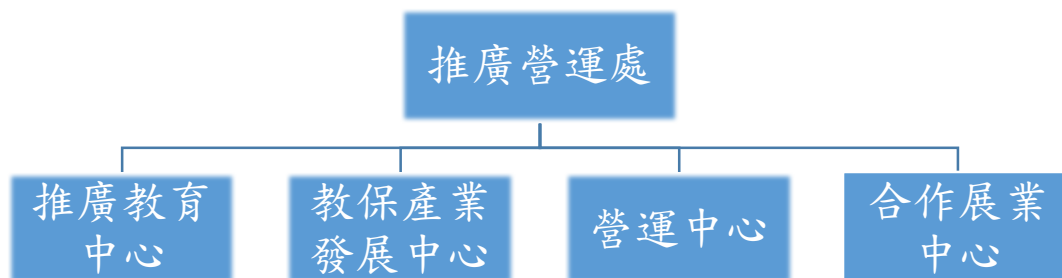 推廣營運處
推廣教育
中心
教保產業
發展中心
營運中心
合作展業
中心